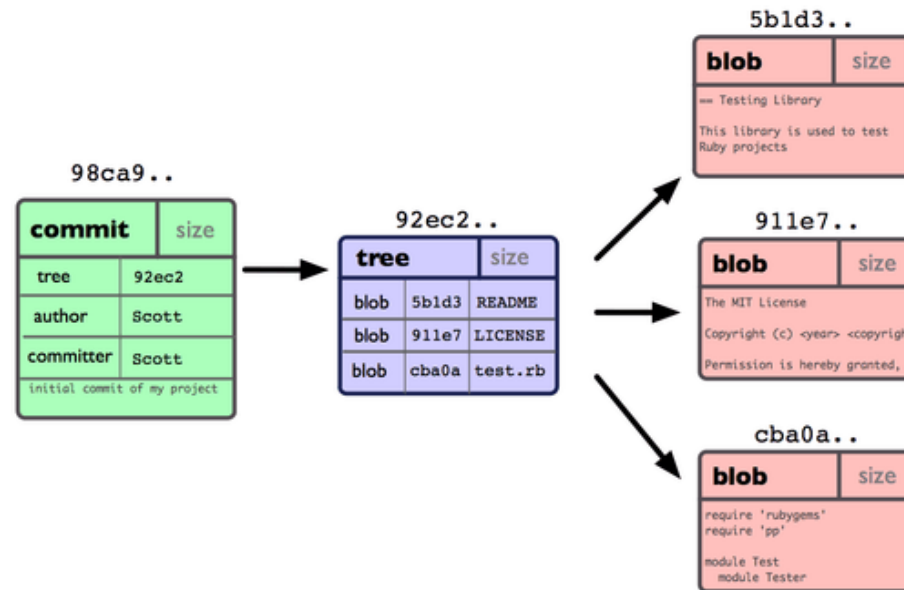 98ca9..
commit size
tree 92ec2
author Scott
committer Scott
initial commit of my project
92ec2..
tree size
blob 5b1d3 README
blob 911e7 LICENSE
blob cba0a test.rb
5b1d3..
blob size
== Testing Library
This library is used to test
Ruby projects
911e7..
blob size
The MIT License
Copyright (c) <year> <copyrigh
Permission is hereby granted,
cba0a..
blob size
require 'rubygems'
require 'pp'
module Test
module Tester